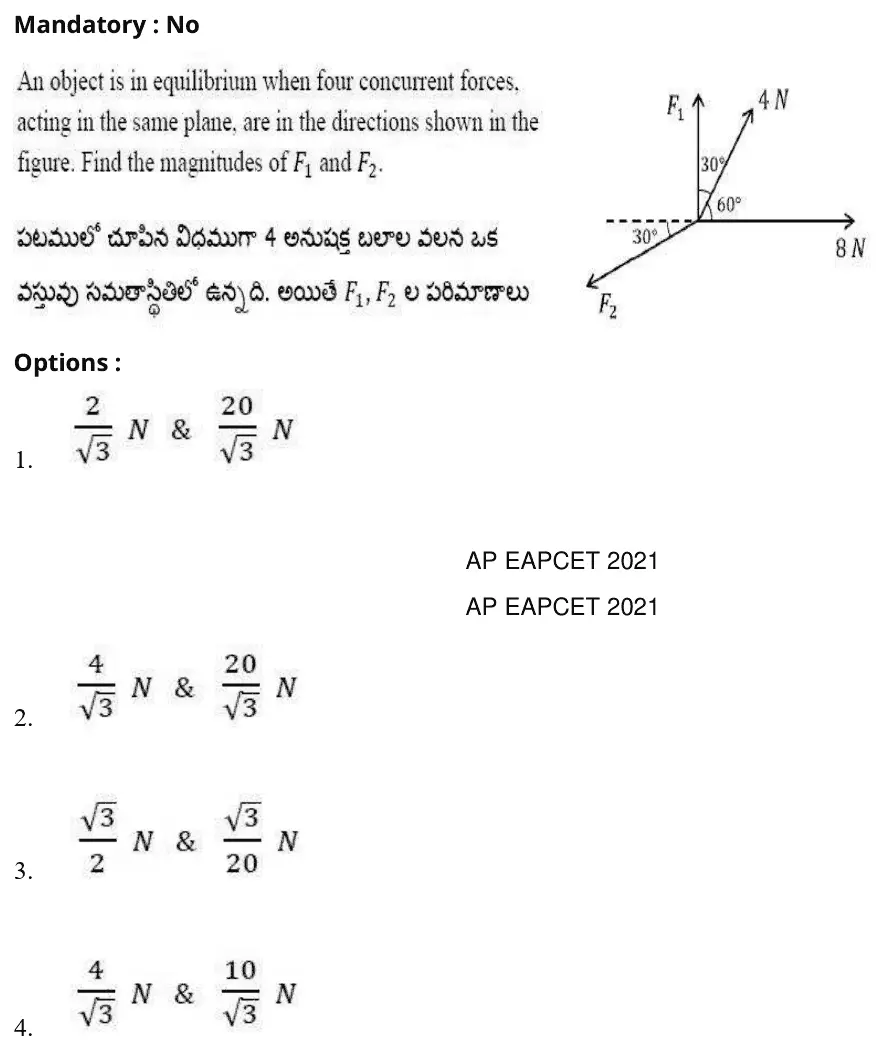 Mandatory : No
An object is in equilibrium when four concurrent forces,
acting in the same plane, are in the directions shown in the
figure. Find the magnitudes of F₁ and F₂.
పటములో చూపిన విధముగా 4 అనుషక్త బలాల వలన ఒక
వస్తువు సమతాస్థితిలో ఉన్నది. అయితే F₁, F₂ ల పరిమాణాలు
F₁
4 N
30°
60°
30°
8 N
F₂
Options :
1. 2/√3 N & 20/√3 N
AP EAPCET 2021
AP EAPCET 2021
2. 4/√3 N & 20/√3 N
3. √3/2 N & √3/20 N
4. 4/√3 N & 10/√3 N